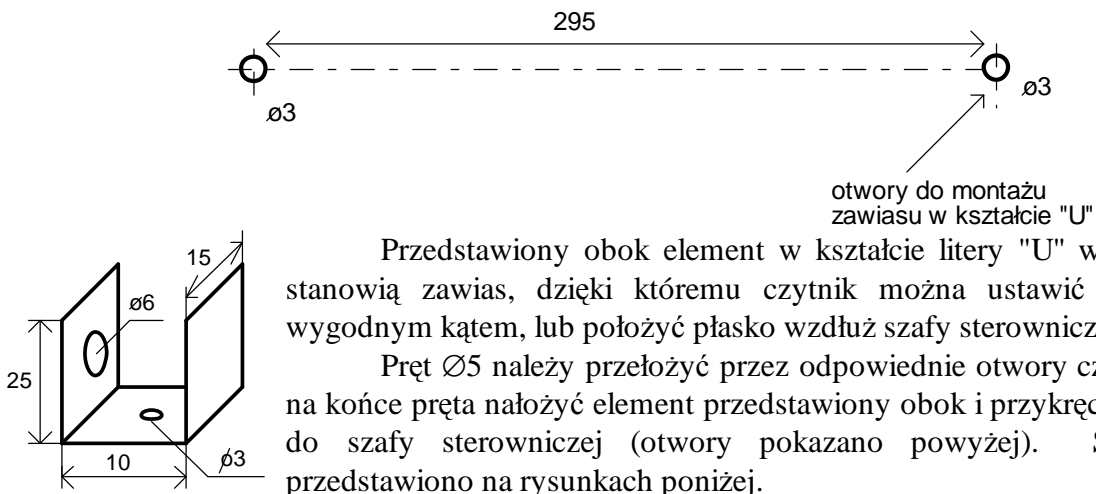 295
ø3
ø3
otwory do montażu
zawiasu w kształcie "U"
Przedstawiony obok element w kształcie litery "U" w
stanowią zawias, dzięki któremu czytnik można ustawić
wygodnym kątem, lub położyć płasko wzdłuż szafy sterownicz
Pręt ∅5 należy przełożyć przez odpowiednie otwory cz
na końce pręta nałożyć element przedstawiony obok i przykręc
do szafy sterowniczej (otwory pokazano powyżej). S
przedstawiono na rysunkach poniżej.
15
ø6
25
10
ø3